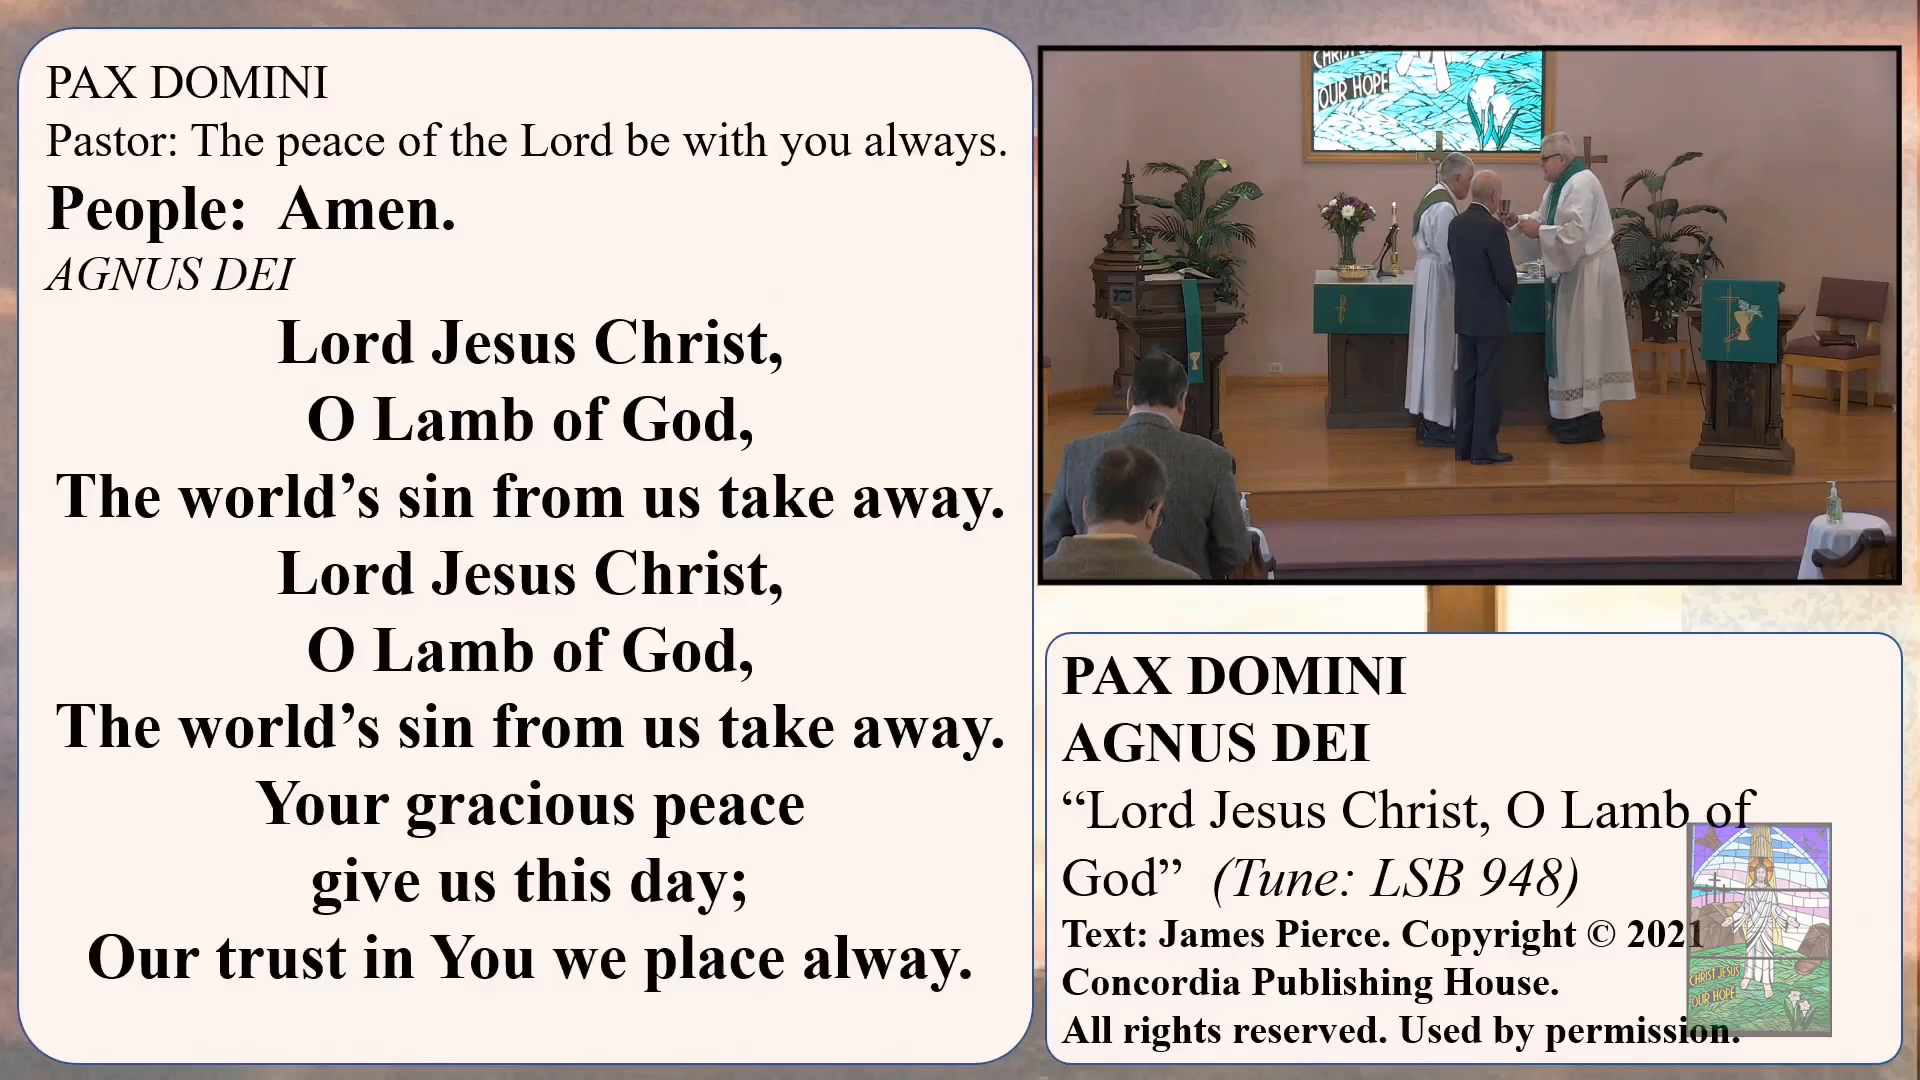 PAX DOMINI
Pastor: The peace of the Lord be with you always.
People: Amen.
AGNUS DEI
Lord Jesus Christ,
O Lamb of God,
The world’s sin from us take away.
Lord Jesus Christ,
O Lamb of God,
The world’s sin from us take away.
Your gracious peace
give us this day;
Our trust in You we place alway.
CHRIST
OUR HOPE
PAX DOMINI
AGNUS DEI
“Lord Jesus Christ, O Lamb of
God” (Tune: LSB 948)
Text: James Pierce. Copyright © 2021
Concordia Publishing House.
All rights reserved. Used by permission.
CHRIST JESUS
OUR HOPE